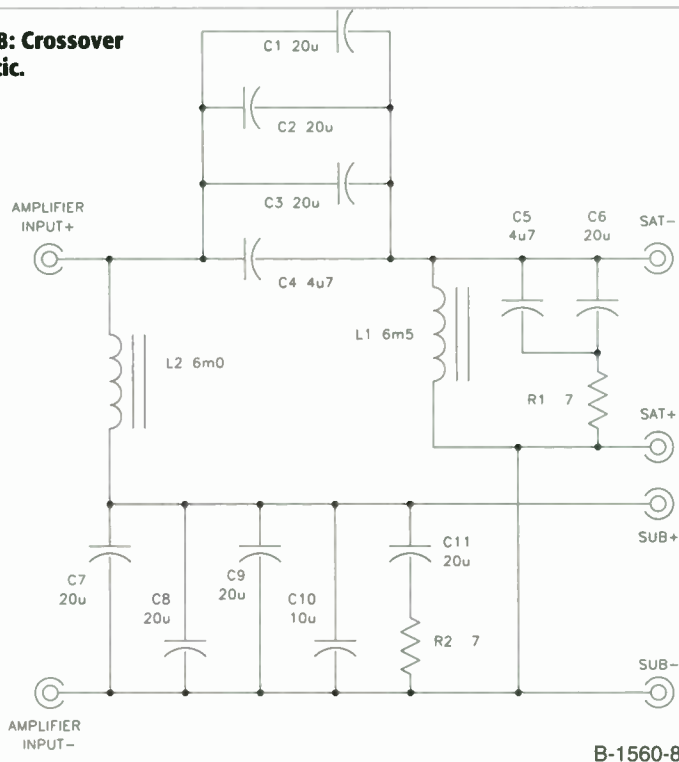 B: Crossover
tic.
C1 20u
C2 20u
C3 20u
AMPLIFIER
INPUT+
C4 4u7
C5
4u7
C6
20u
SAT-
L2 6m0
L1 6m5
R1 7
SAT+
SUB+
C7
20u
C8
20u
C9
20u
C10
10u
C11
20u
R2 7
SUB-
AMPLIFIER
INPUT-
B-1560-8